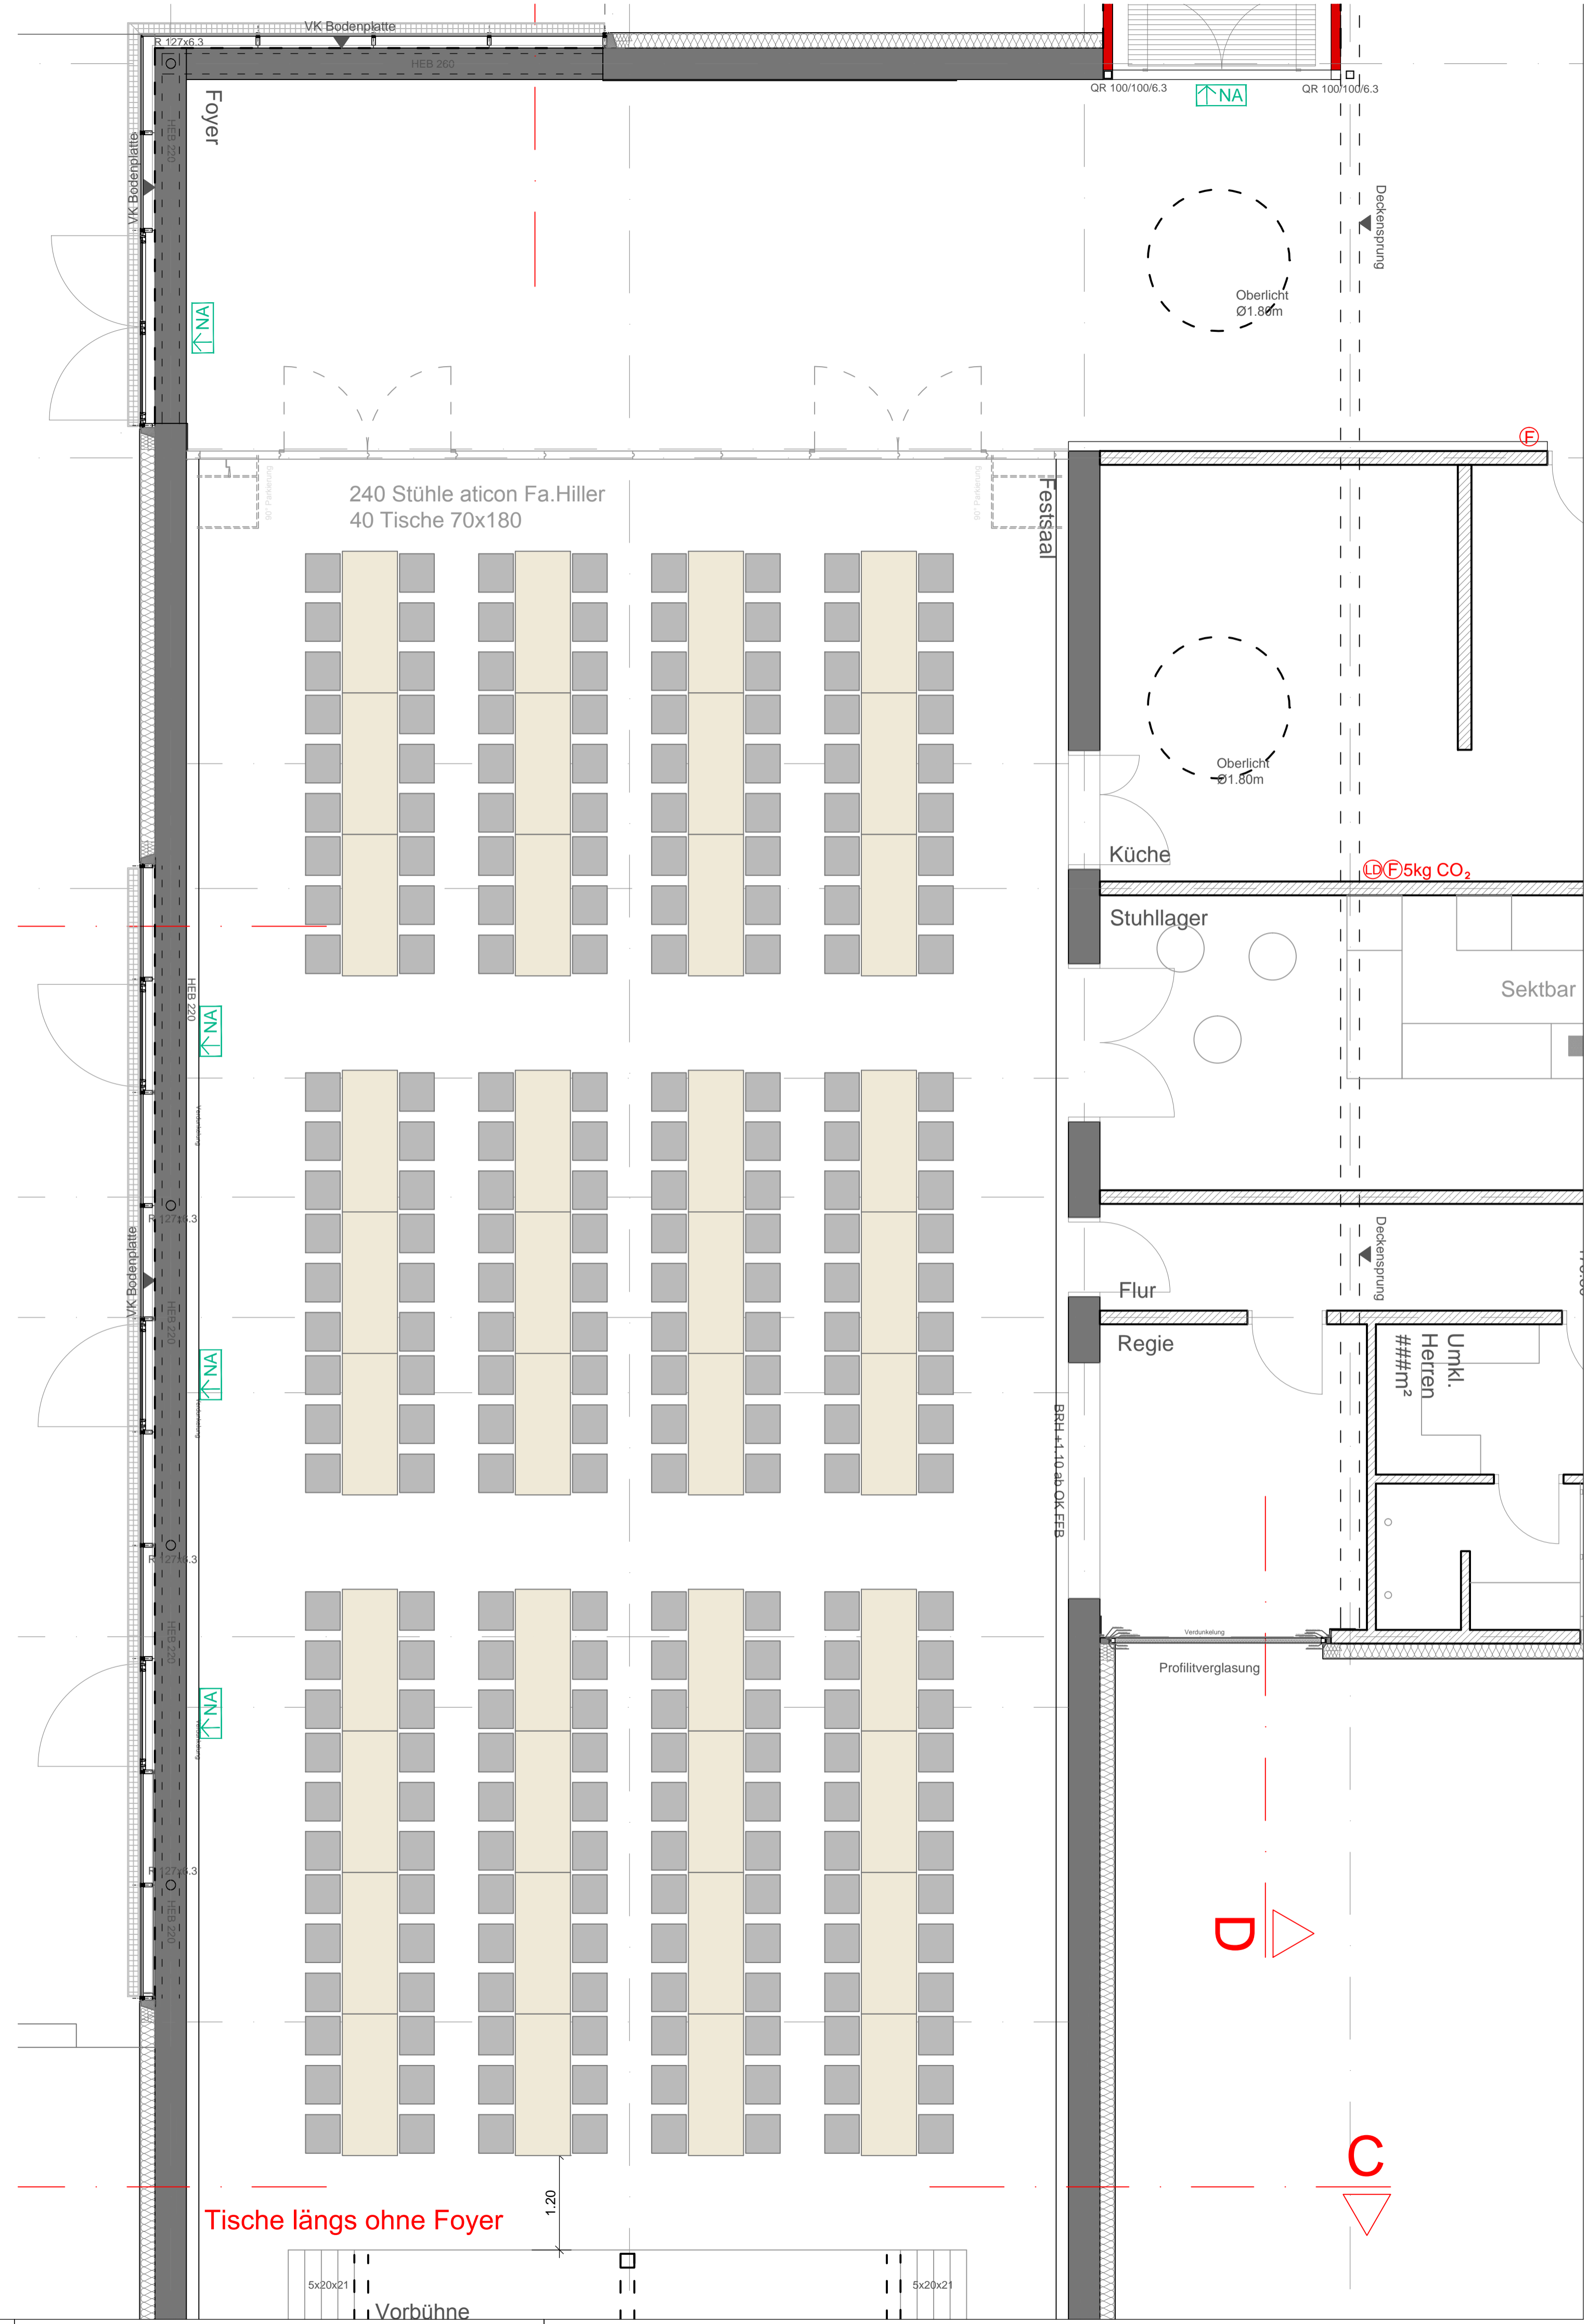 VK Bodenplatte
R 127x6.3
HEB 260
QR 100/100/6.3
QR 100/100/6.3
NA
Foyer
HEB 220
VK Bodenplatte
Deckensprung
Oberlicht
Ø1.80m
NA
F
240 Stühle aticon Fa.Hiller
40 Tische 70x180
Festsaal
Oberlicht
Ø1.80m
Küche
LD F 5kg CO₂
Stuhllager
Sektbar
HEB 220
NA
Verdunkelung
R 127x6.3
VK Bodenplatte
Deckensprung
Flur
HEB 220
Regie
Umkl.
Herren
###m²
NA
Verdunkelung
BRH +1,10 ab OK FFB
R 127x6.3
HEB 220
Verdunkelung
Profilitverglasung
NA
Verdunkelung
R 127x6.3
HEB 220
D
C
1.20
Tische längs ohne Foyer
5x20x21
5x20x21
Vorbühne